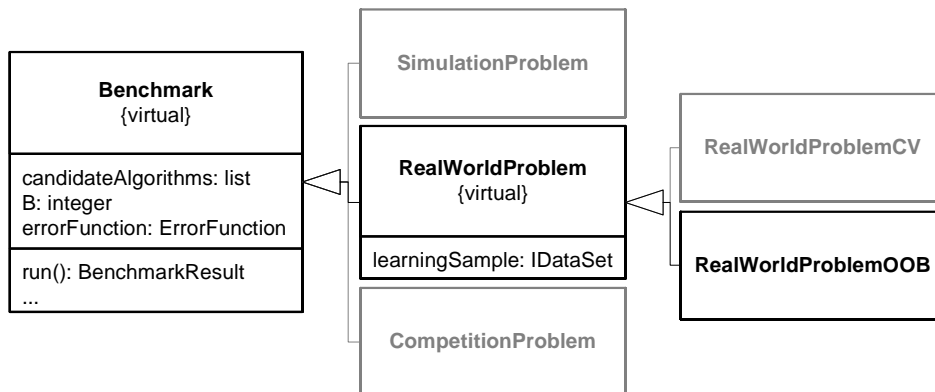 Benchmark
{virtual}
candidateAlgorithms: list
B: integer
errorFunction: ErrorFunction
run(): BenchmarkResult
...
SimulationProblem
RealWorldProblem
{virtual}
learningSample: IDataSet
CompetitionProblem
RealWorldProblemCV
RealWorldProblemOOB